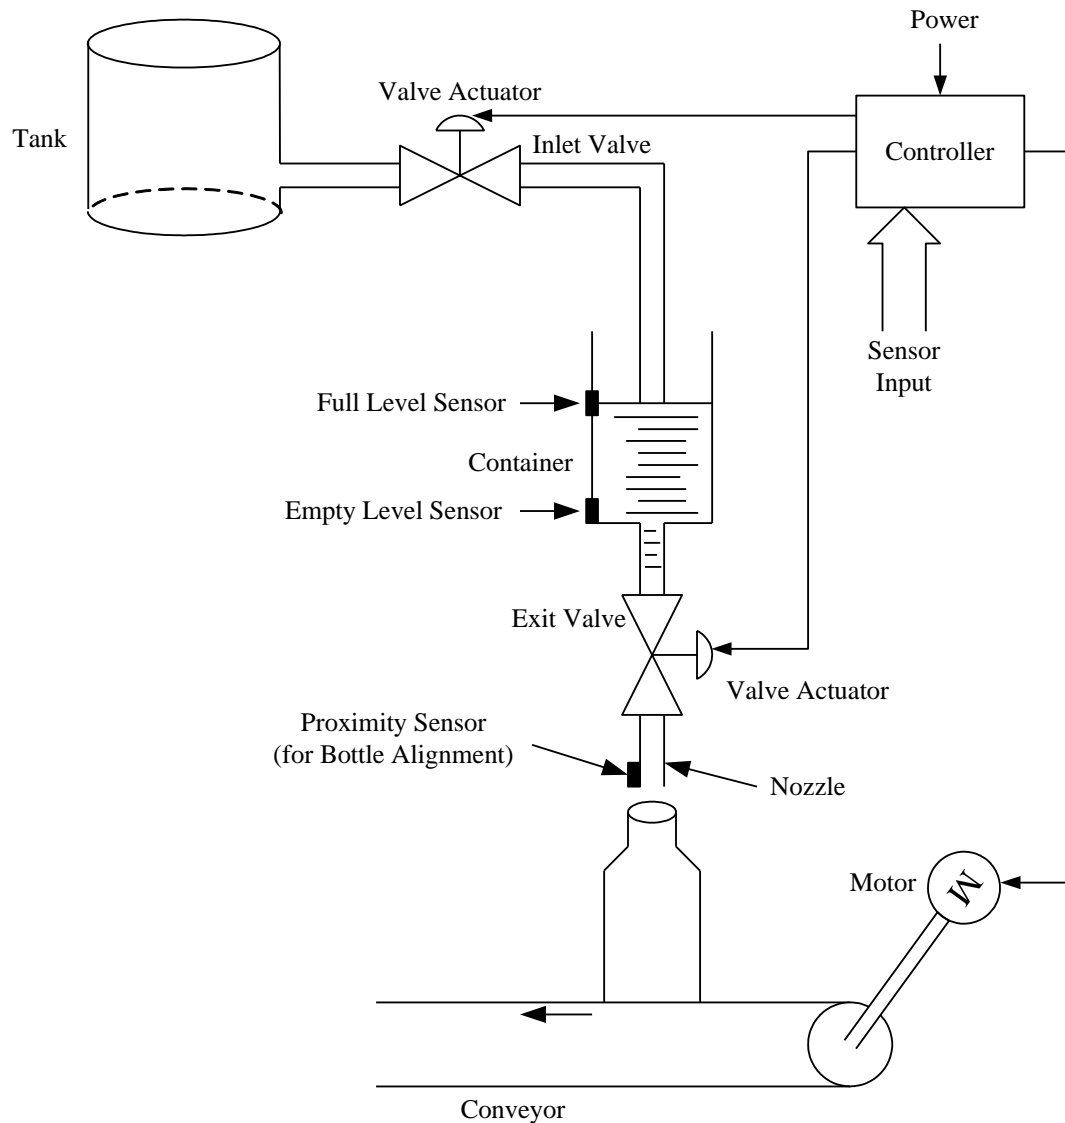 Power
Valve Actuator
Tank
Inlet Valve
Controller
Sensor
Input
Full Level Sensor
Container
Empty Level Sensor
Exit Valve
Valve Actuator
Proximity Sensor
(for Bottle Alignment)
Nozzle
Motor
M
Conveyor